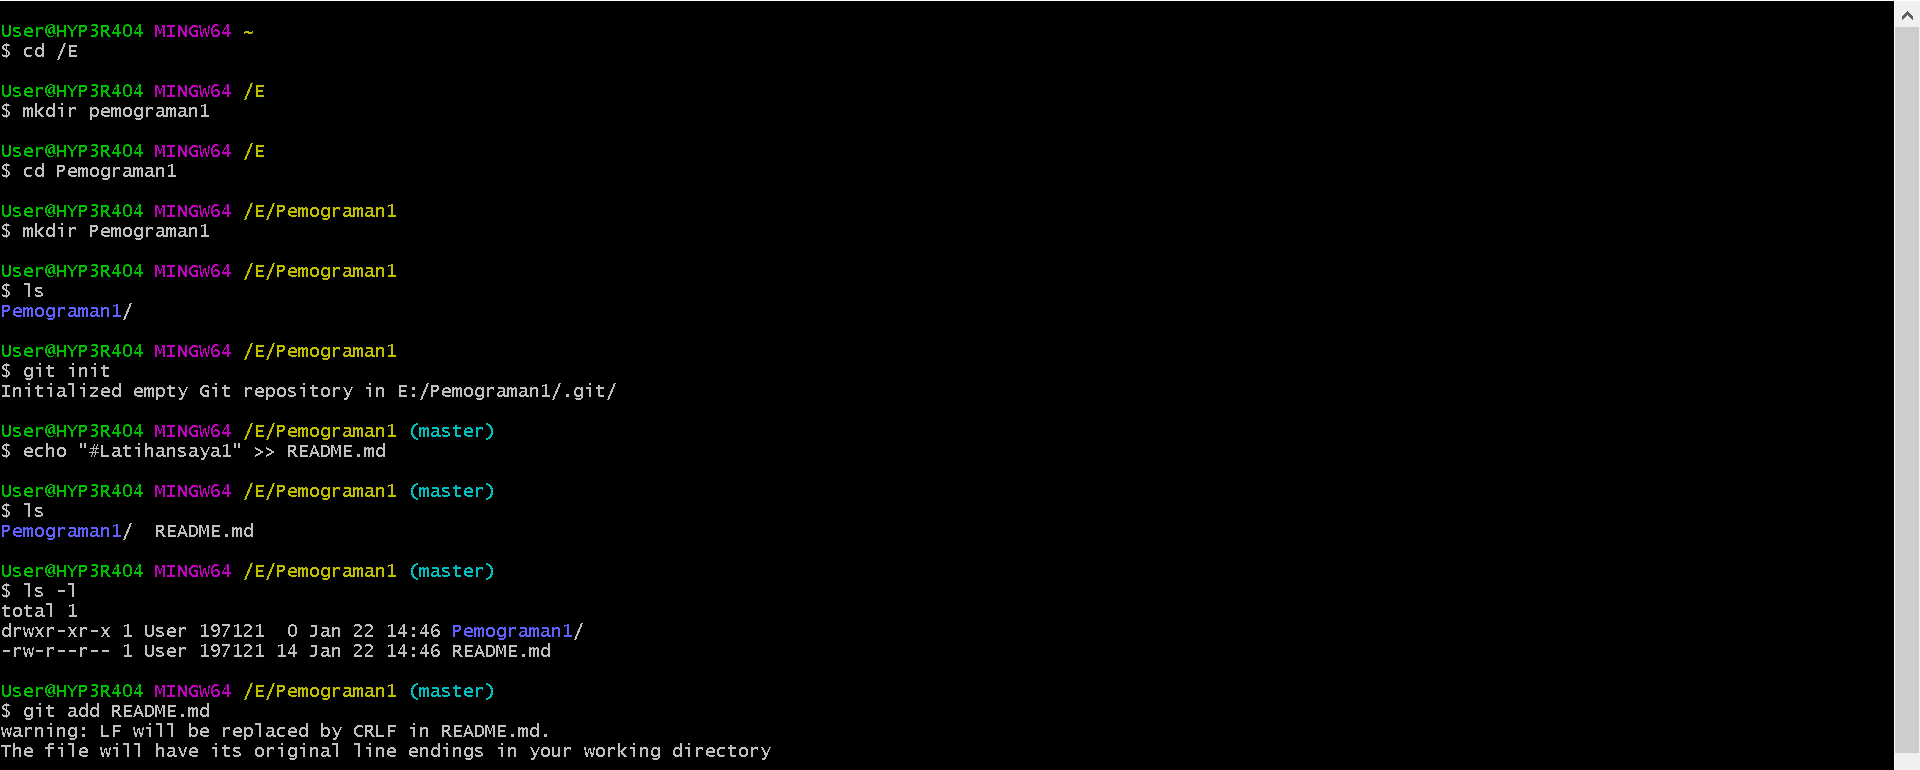 User@HYP3R404 MINGW64 ~
$ cd /E
User@HYP3R404 MINGW64 /E
$ mkdir pemograman1
User@HYP3R404 MINGW64 /E
$ cd Pemograman1
User@HYP3R404 MINGW64 /E/Pemograman1
$ mkdir Pemograman1
User@HYP3R404 MINGW64 /E/Pemograman1
$ ls
Pemograman1/
User@HYP3R404 MINGW64 /E/Pemograman1
$ git init
Initialized empty Git repository in E:/Pemograman1/.git/
User@HYP3R404 MINGW64 /E/Pemograman1 (master)
$ echo "#Latihansaya1" >> README.md
User@HYP3R404 MINGW64 /E/Pemograman1 (master)
$ ls
Pemograman1/  README.md
User@HYP3R404 MINGW64 /E/Pemograman1 (master)
$ ls -l
total 1
drwxr-xr-x 1 User 197121  0 Jan 22 14:46 Pemograman1/
-rw-r--r-- 1 User 197121 14 Jan 22 14:46 README.md
User@HYP3R404 MINGW64 /E/Pemograman1 (master)
$ git add README.md
warning: LF will be replaced by CRLF in README.md.
The file will have its original line endings in your working directory